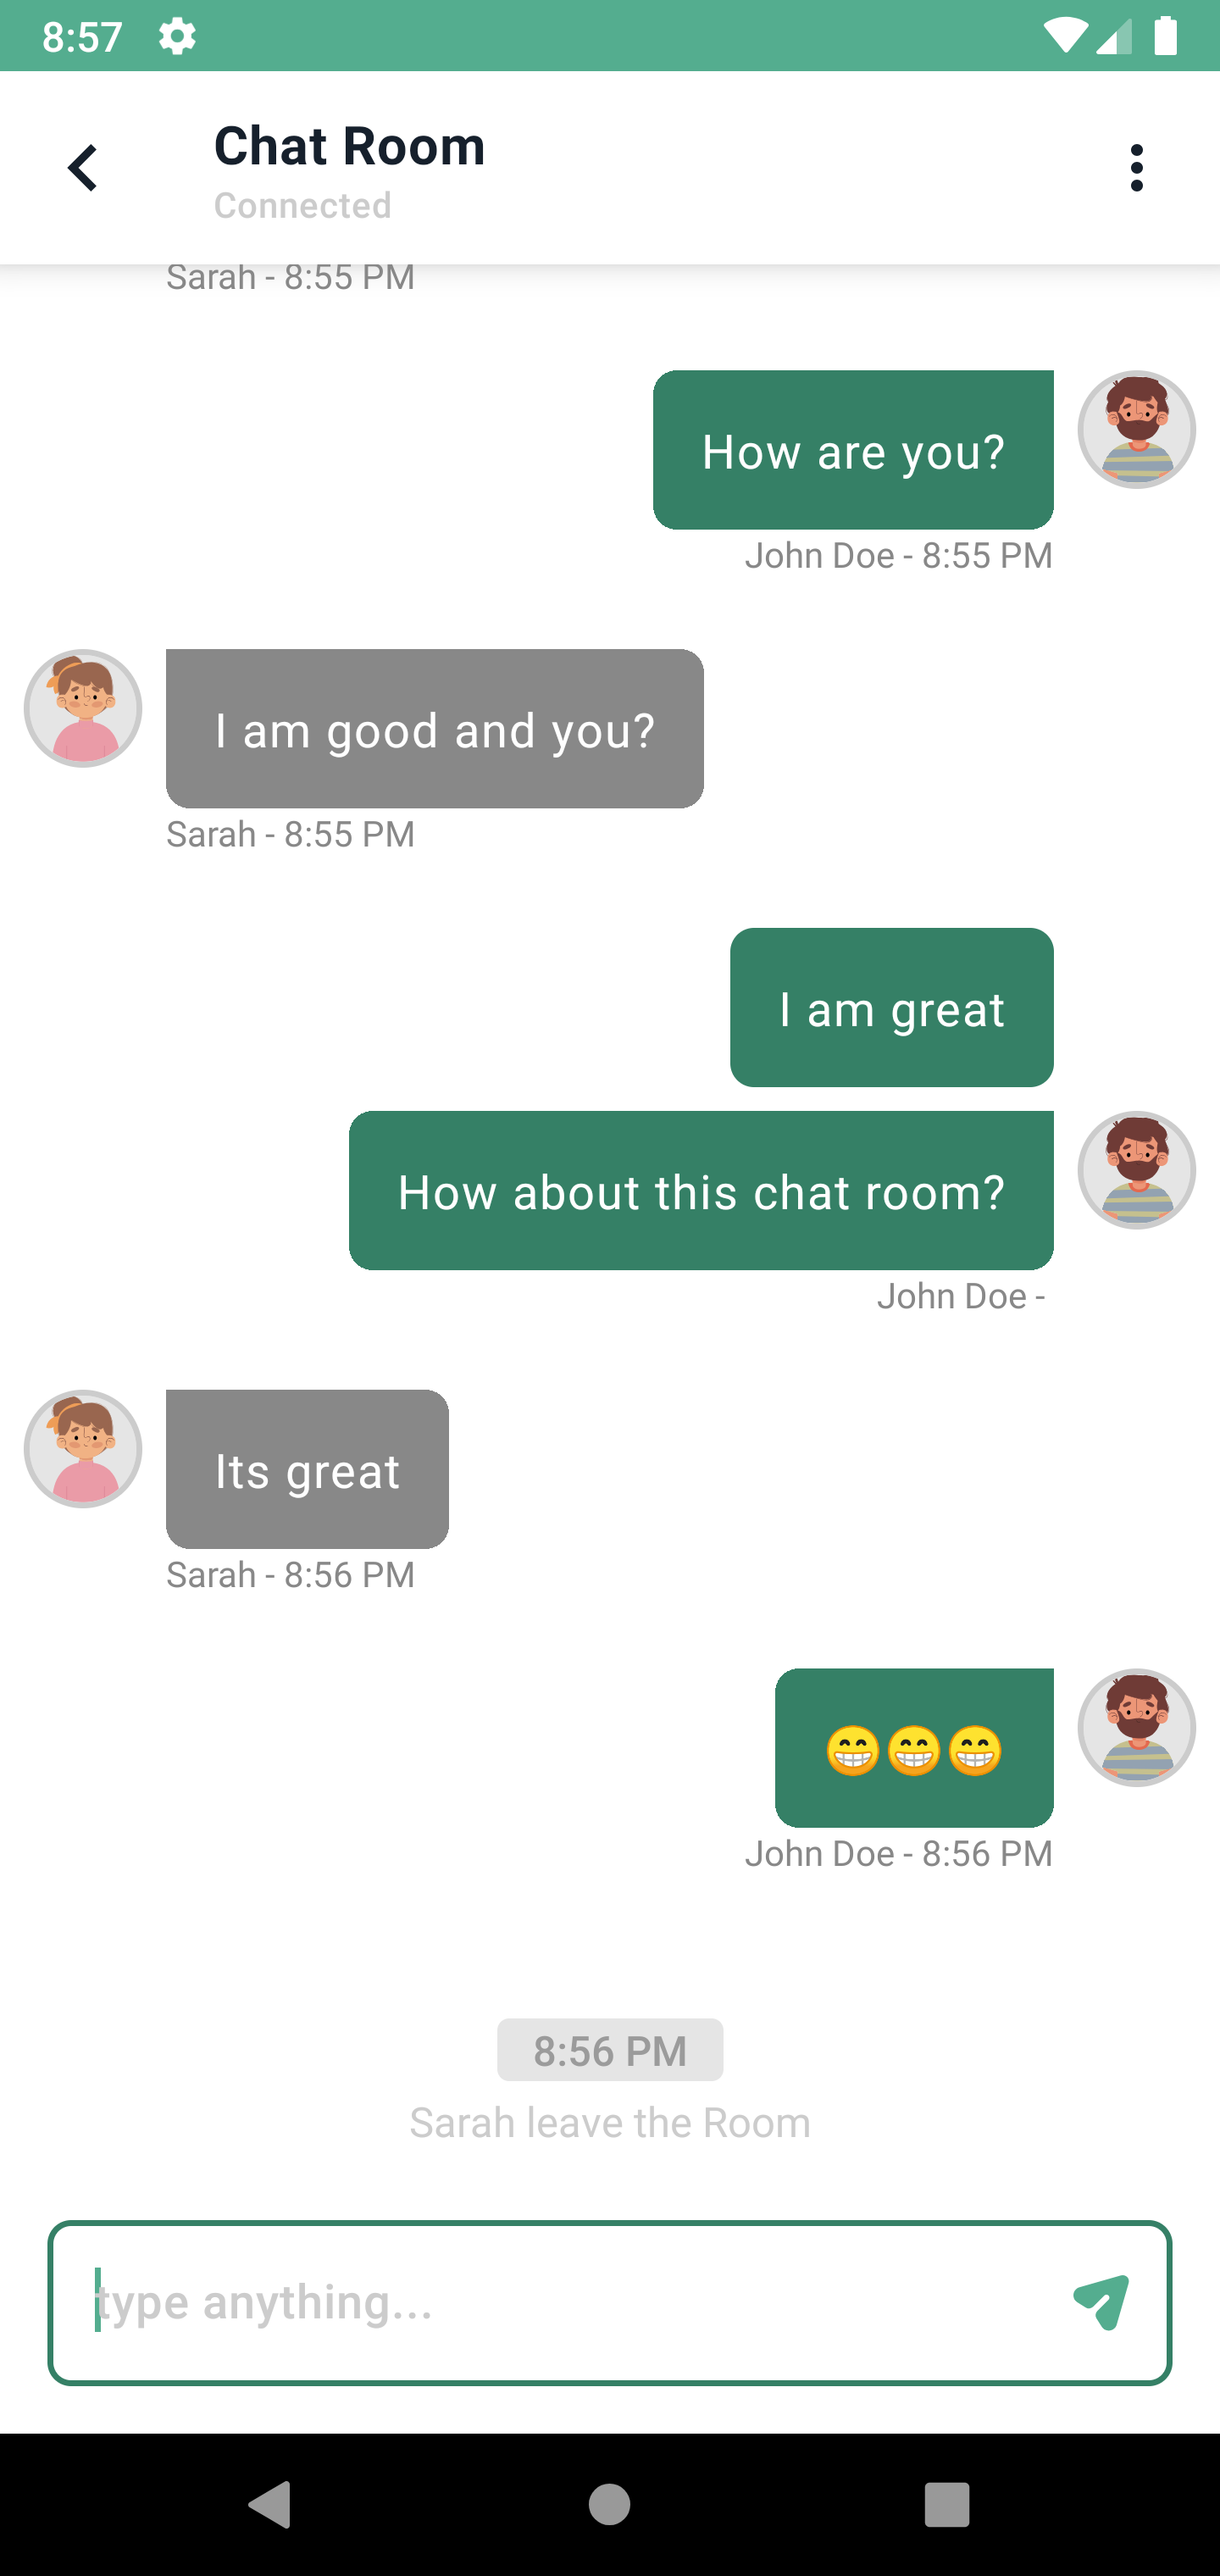 8:57
Chat Room
Connected
Sarah - 8:55 PM
How are you?
John Doe - 8:55 PM
I am good and you?
Sarah - 8:55 PM
I am great
How about this chat room?
John Doe -
Its great
Sarah - 8:56 PM
😁😁😁
John Doe - 8:56 PM
8:56 PM
Sarah leave the Room
type anything...